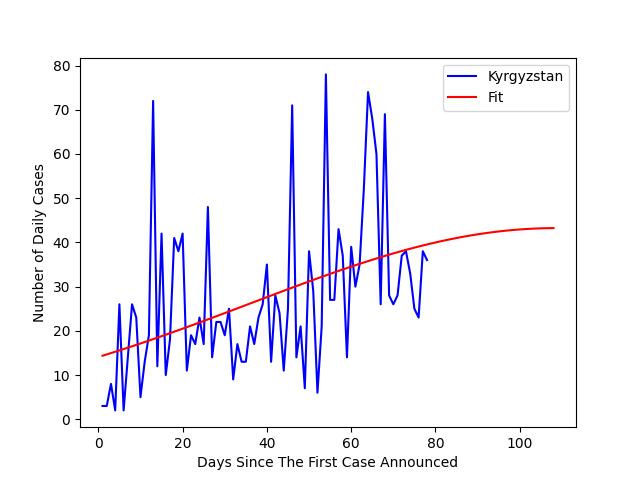 Kyrgyzstan
Fit
80
70
60
50
40
30
20
10
0
Number of Daily Cases
0 20 40 60 80 100
Days Since The First Case Announced